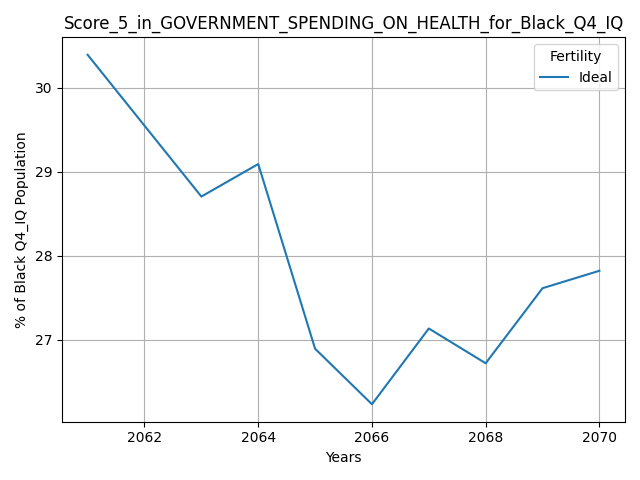 Score_5_in_GOVERNMENT_SPENDING_ON_HEALTH_for_Black_Q4_IQ
Fertility
Ideal
% of Black Q4_IQ Population
30
29
28
27
2062 2064 2066 2068 2070
Years